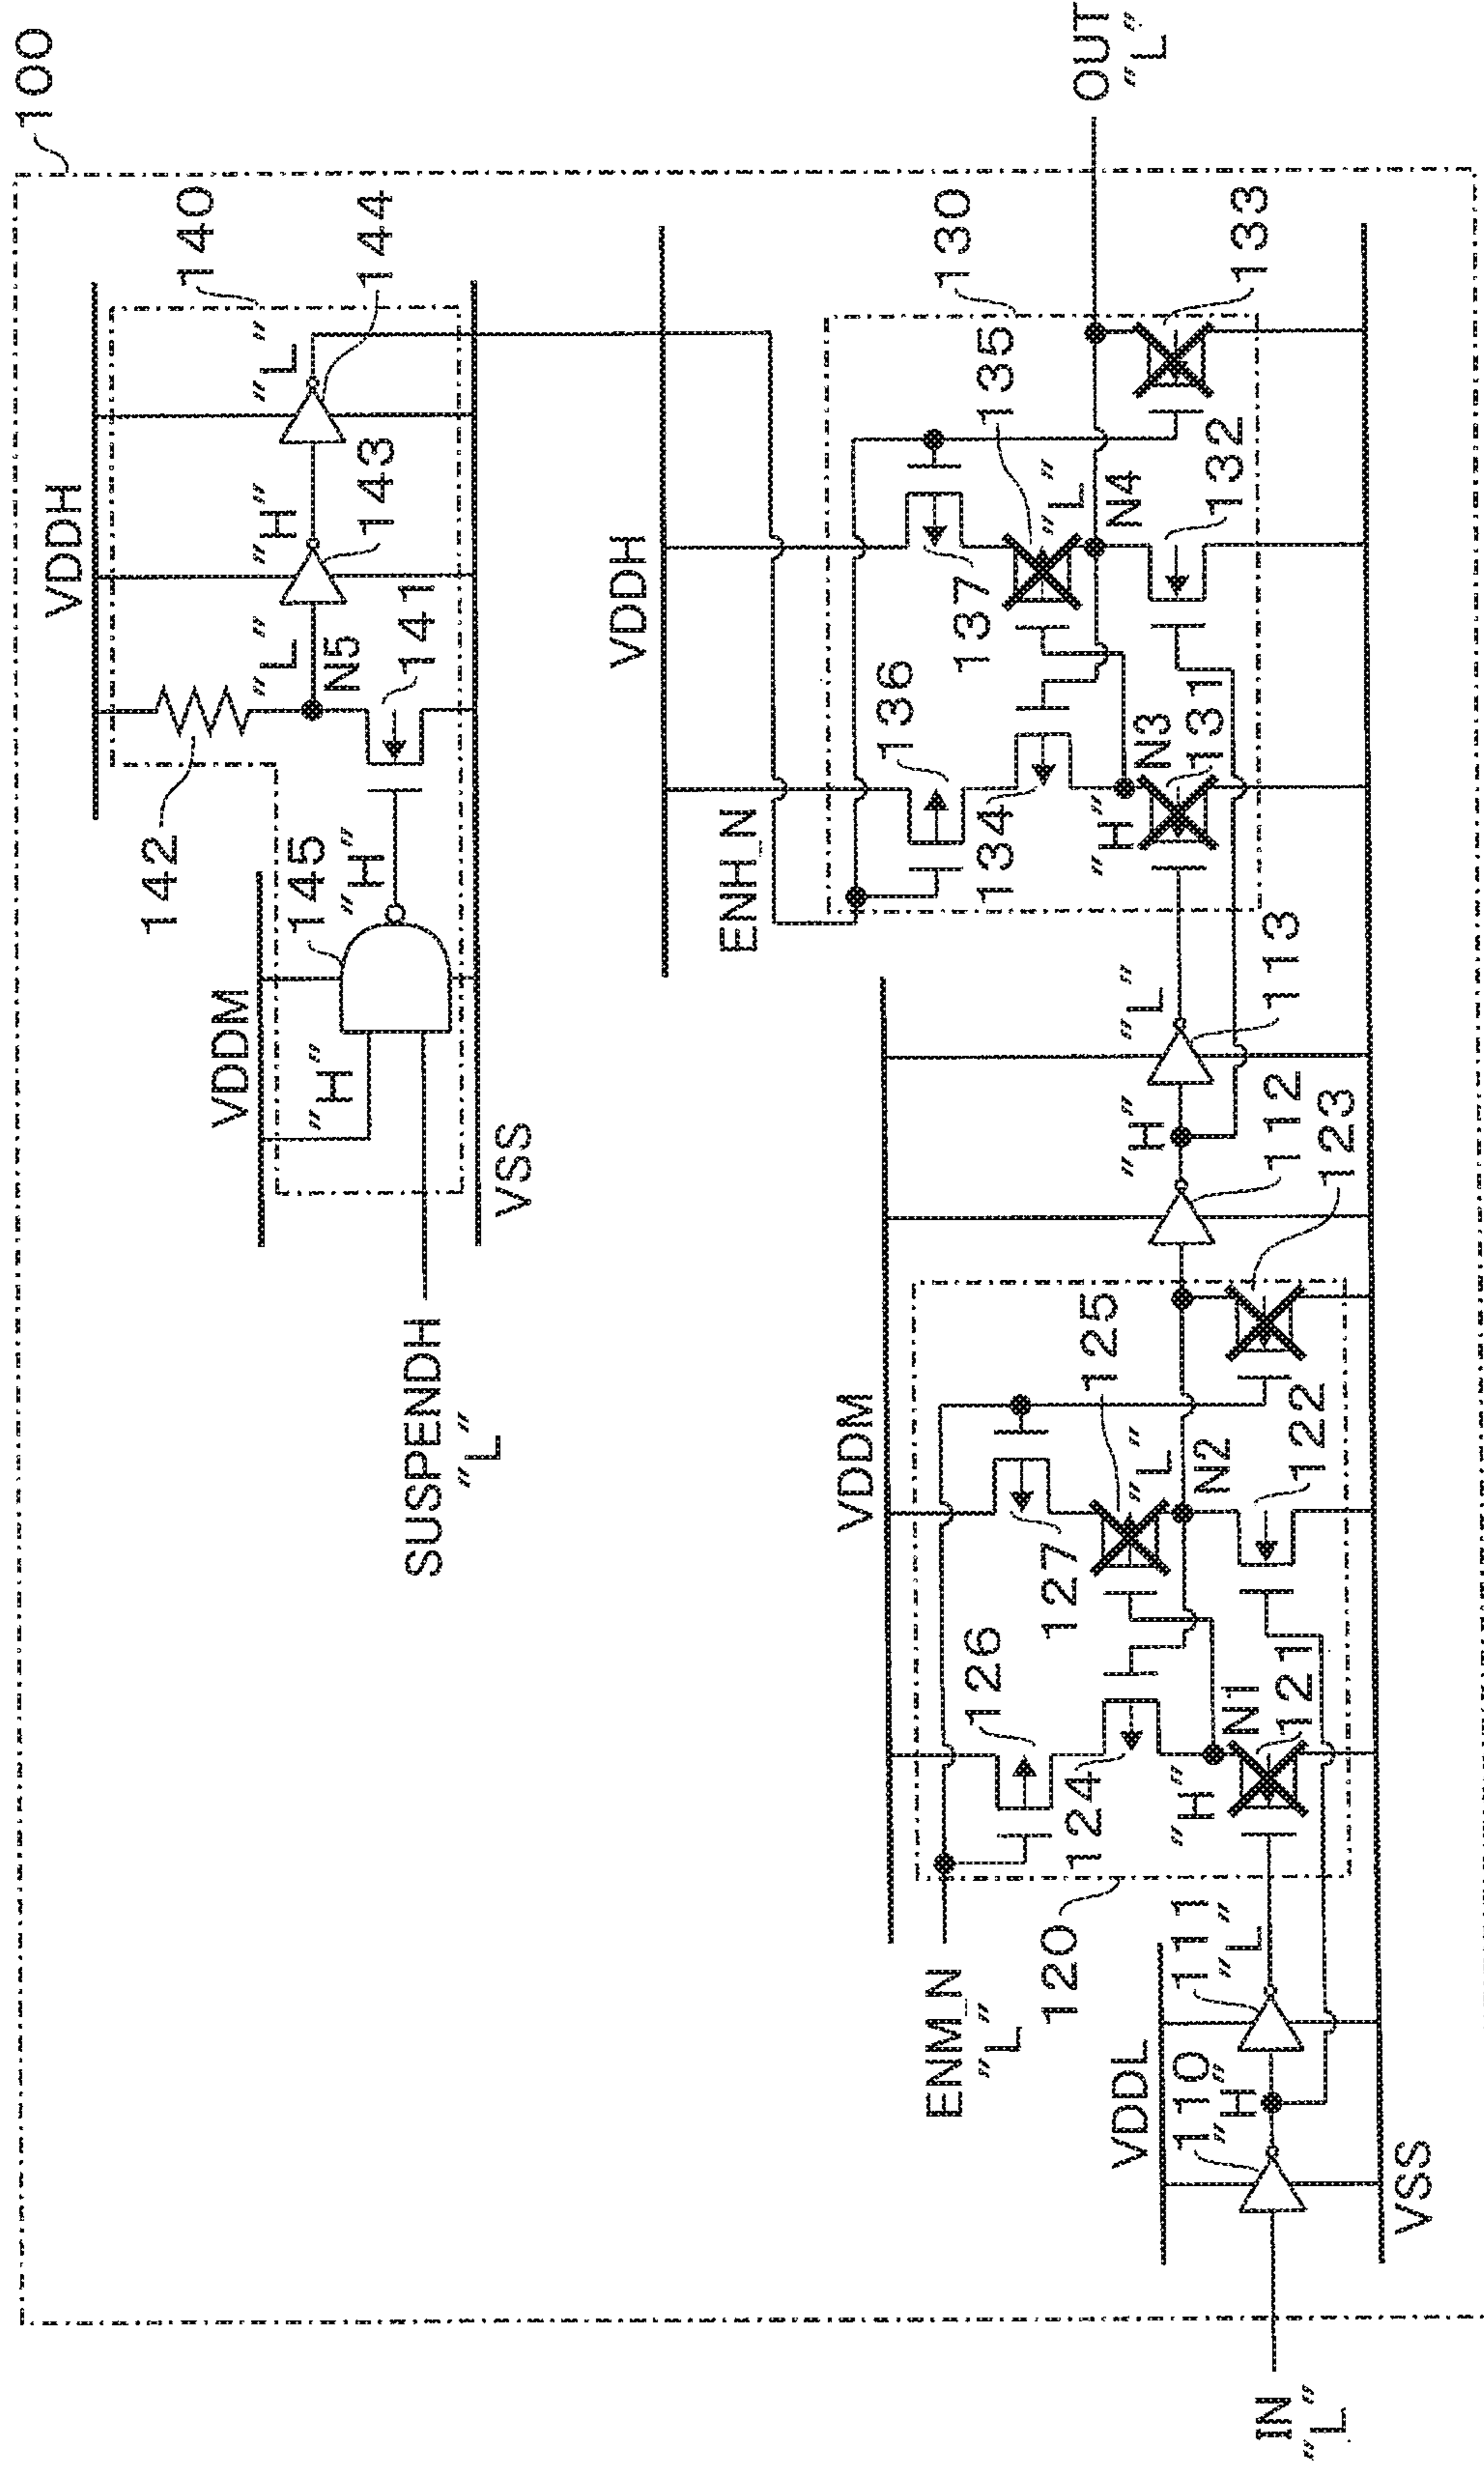 100
VDDH
140
144
"L"
"H"
143
"L"
N5
141
142
VDDM
145
"H"
"H"
SUSPENDH
"L"
VSS
VDDH
ENH_N
130
136
137
135
"L"
N4
134
N3
"H"
131
132
133
OUT
"L"
VDDM
ENM_N
"L"
120
126
127
125
"L"
N2
124
N1
"H"
121
122
123
112
"H"
113
"L"
VDDL
110
"H"
111
"L"
IN
"L"
VSS